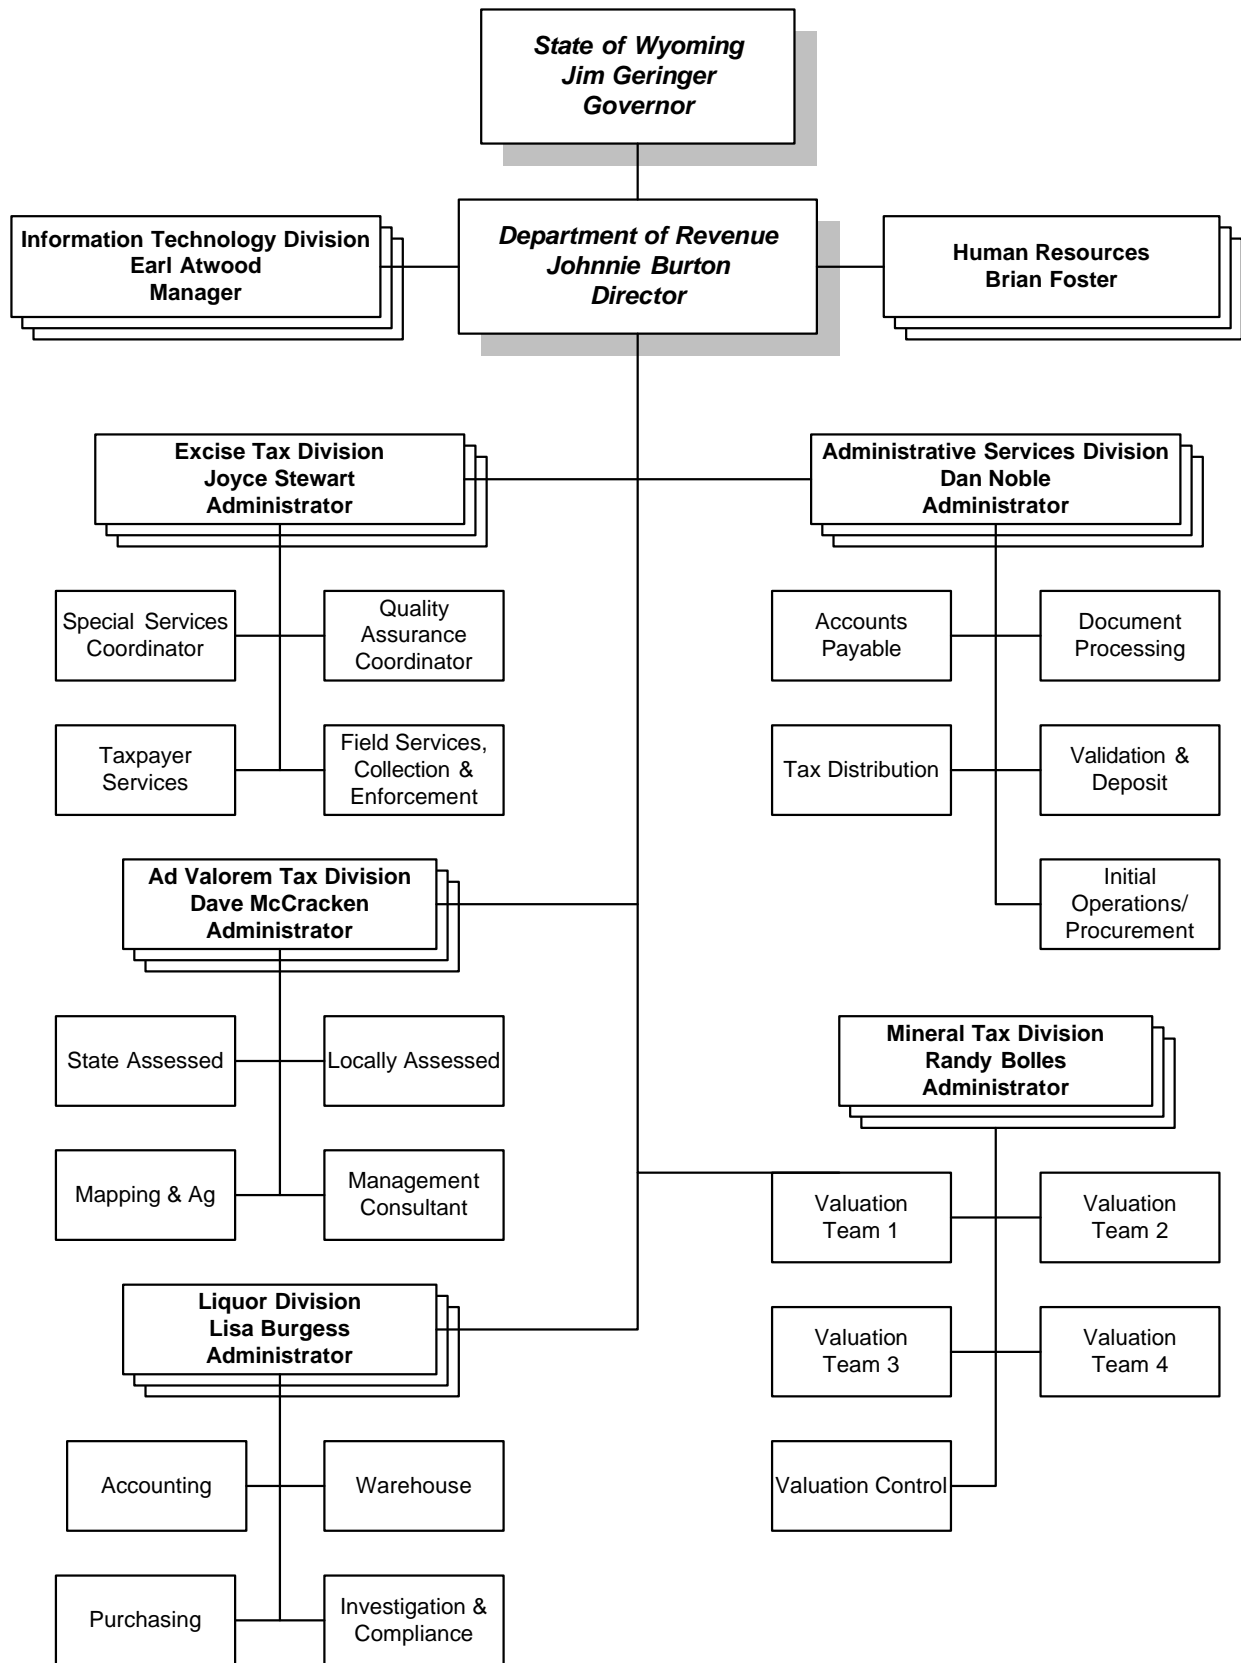 State of Wyoming
Jim Geringer
Governor
Information Technology Division
Earl Atwood
Manager
Department of Revenue
Johnnie Burton
Director
Human Resources
Brian Foster
Excise Tax Division
Joyce Stewart
Administrator
Administrative Services Division
Dan Noble
Administrator
Special Services
Coordinator
Quality
Assurance
Coordinator
Accounts
Payable
Document
Processing
Taxpayer
Services
Field Services,
Collection &
Enforcement
Tax Distribution
Validation &
Deposit
Ad Valorem Tax Division
Dave McCracken
Administrator
Initial
Operations/
Procurement
State Assessed
Locally Assessed
Mineral Tax Division
Randy Bolles
Administrator
Mapping & Ag
Management
Consultant
Valuation
Team 1
Valuation
Team 2
Liquor Division
Lisa Burgess
Administrator
Valuation
Team 3
Valuation
Team 4
Accounting
Warehouse
Valuation Control
Purchasing
Investigation &
Compliance